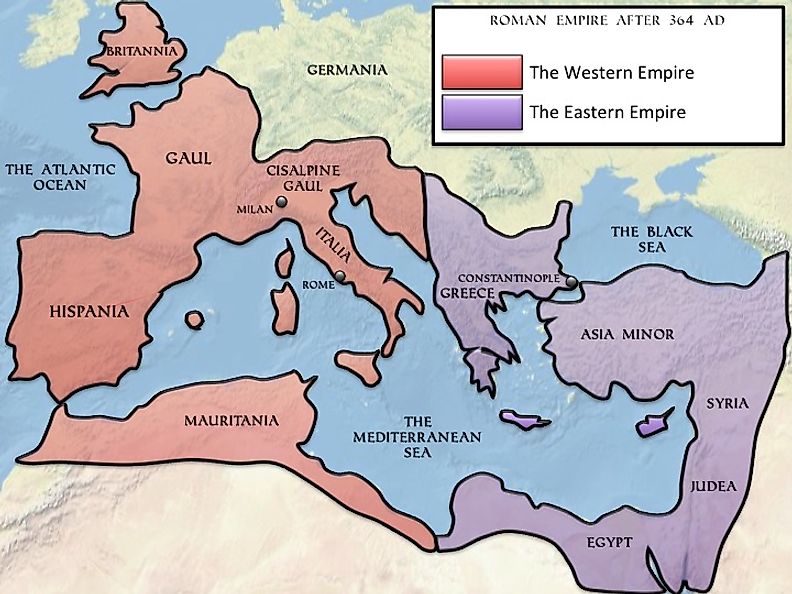 ROMAN EMPIRE AFTER 364 AD
The Western Empire
The Eastern Empire
BRITANNIA
GERMANIA
GAUL
CISALPINE
GAUL
THE ATLANTIC
OCEAN
MILAN
ITALIA
THE BLACK
SEA
ROME
CONSTANTINOPLE
GREECE
HISPANIA
ASIA MINOR
SYRIA
MAURITANIA
THE
MEDITERRANEAN
SEA
JUDEA
EGYPT